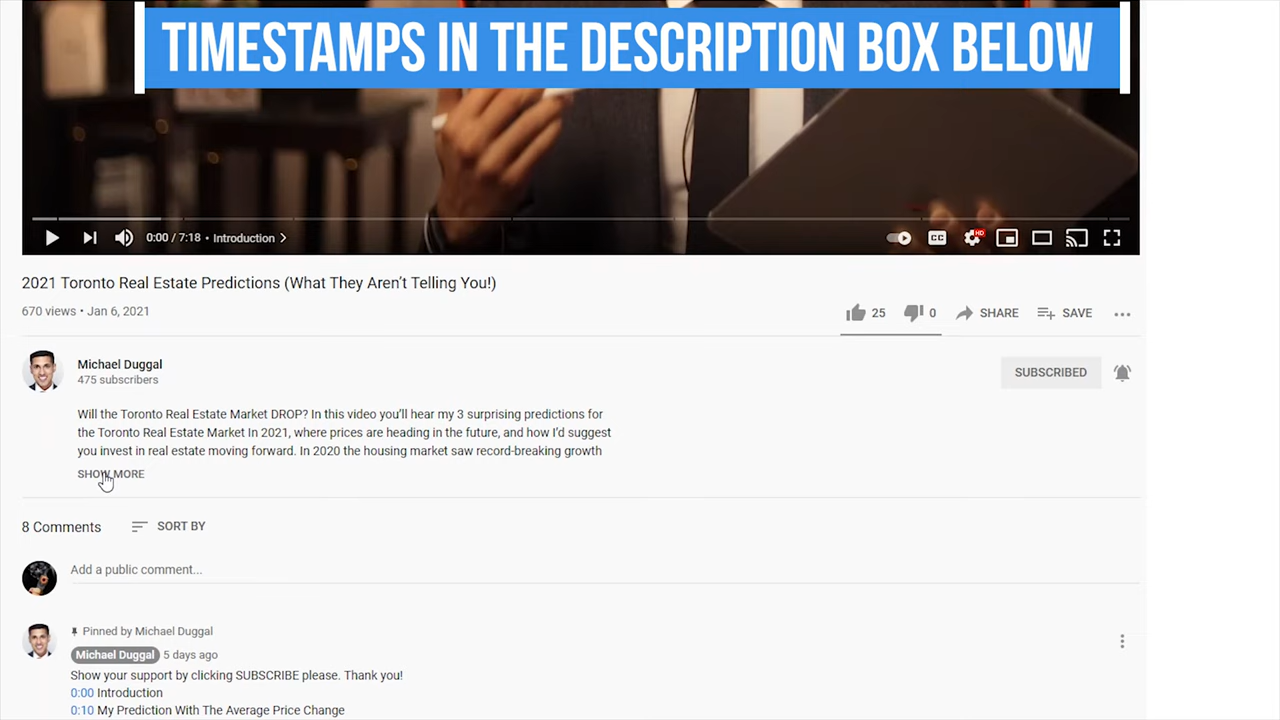 TIMESTAMPS IN THE DESCRIPTION BOX BELOW
0:00 / 7:18 • Introduction
CC
HD
2021 Toronto Real Estate Predictions (What They Aren't Telling You!)
670 views • Jan 6, 2021
25
0
SHARE
SAVE
Michael Duggal
475 subscribers
SUBSCRIBED
Will the Toronto Real Estate Market DROP? In this video you'll hear my 3 surprising predictions for
the Toronto Real Estate Market In 2021, where prices are heading in the future, and how I'd suggest
you invest in real estate moving forward. In 2020 the housing market saw record-breaking growth
SHOW MORE
8 Comments
SORT BY
Add a public comment...
Pinned by Michael Duggal
Michael Duggal 5 days ago
Show your support by clicking SUBSCRIBE please. Thank you!
0:00 Introduction
0:10 My Prediction With The Average Price Change